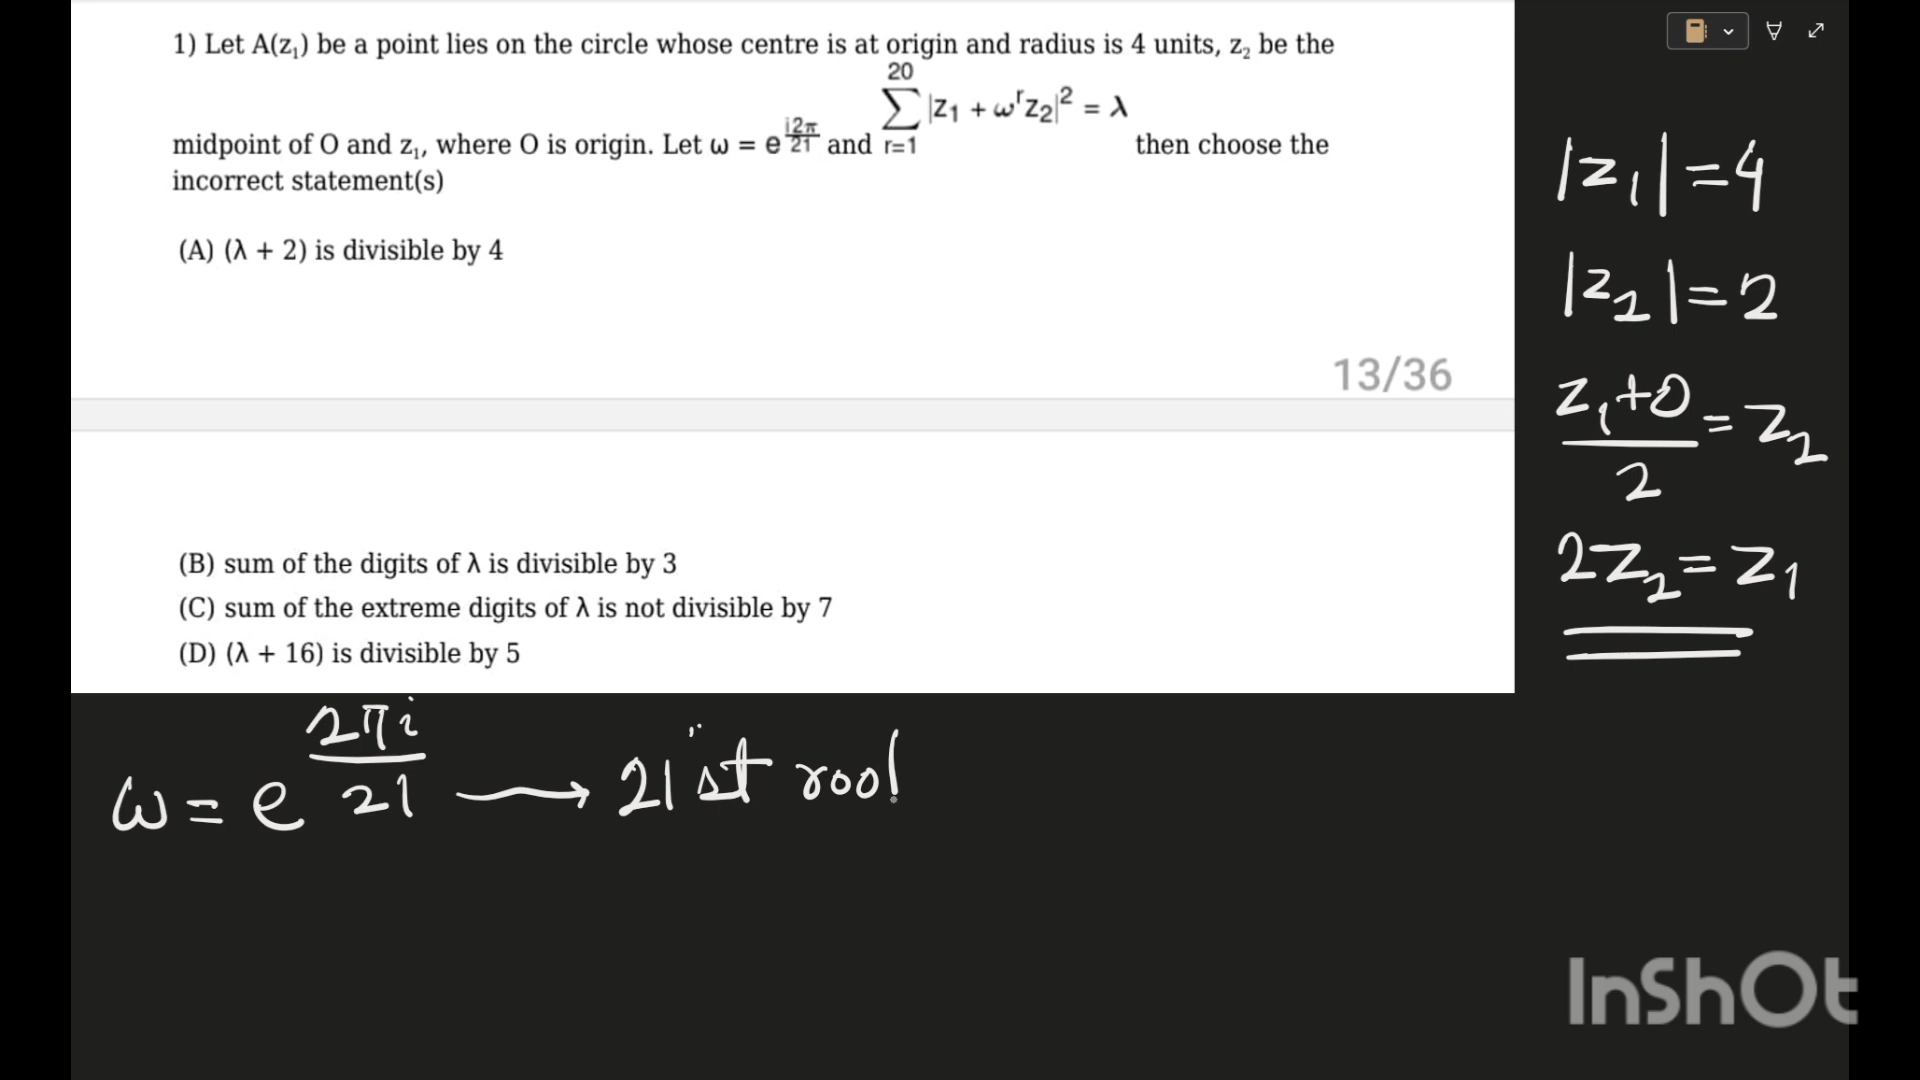 1) Let A(z₁) be a point lies on the circle whose centre is at origin and radius is 4 units, z₂ be the
midpoint of O and z₁, where O is origin. Let ω = e^(i2π/21) and ∑_{r=1}^{20} |z₁ + ω^r z₂|² = λ then choose the
incorrect statement(s)
(A) (λ + 2) is divisible by 4
13/36
(B) sum of the digits of λ is divisible by 3
(C) sum of the extreme digits of λ is not divisible by 7
(D) (λ + 16) is divisible by 5
|z₁| = 4
|z₂| = 2
(z₁+0)/2 = z₂
2z₂ = z₁
ω = e^(2πi/21) → 21st root
InShOt